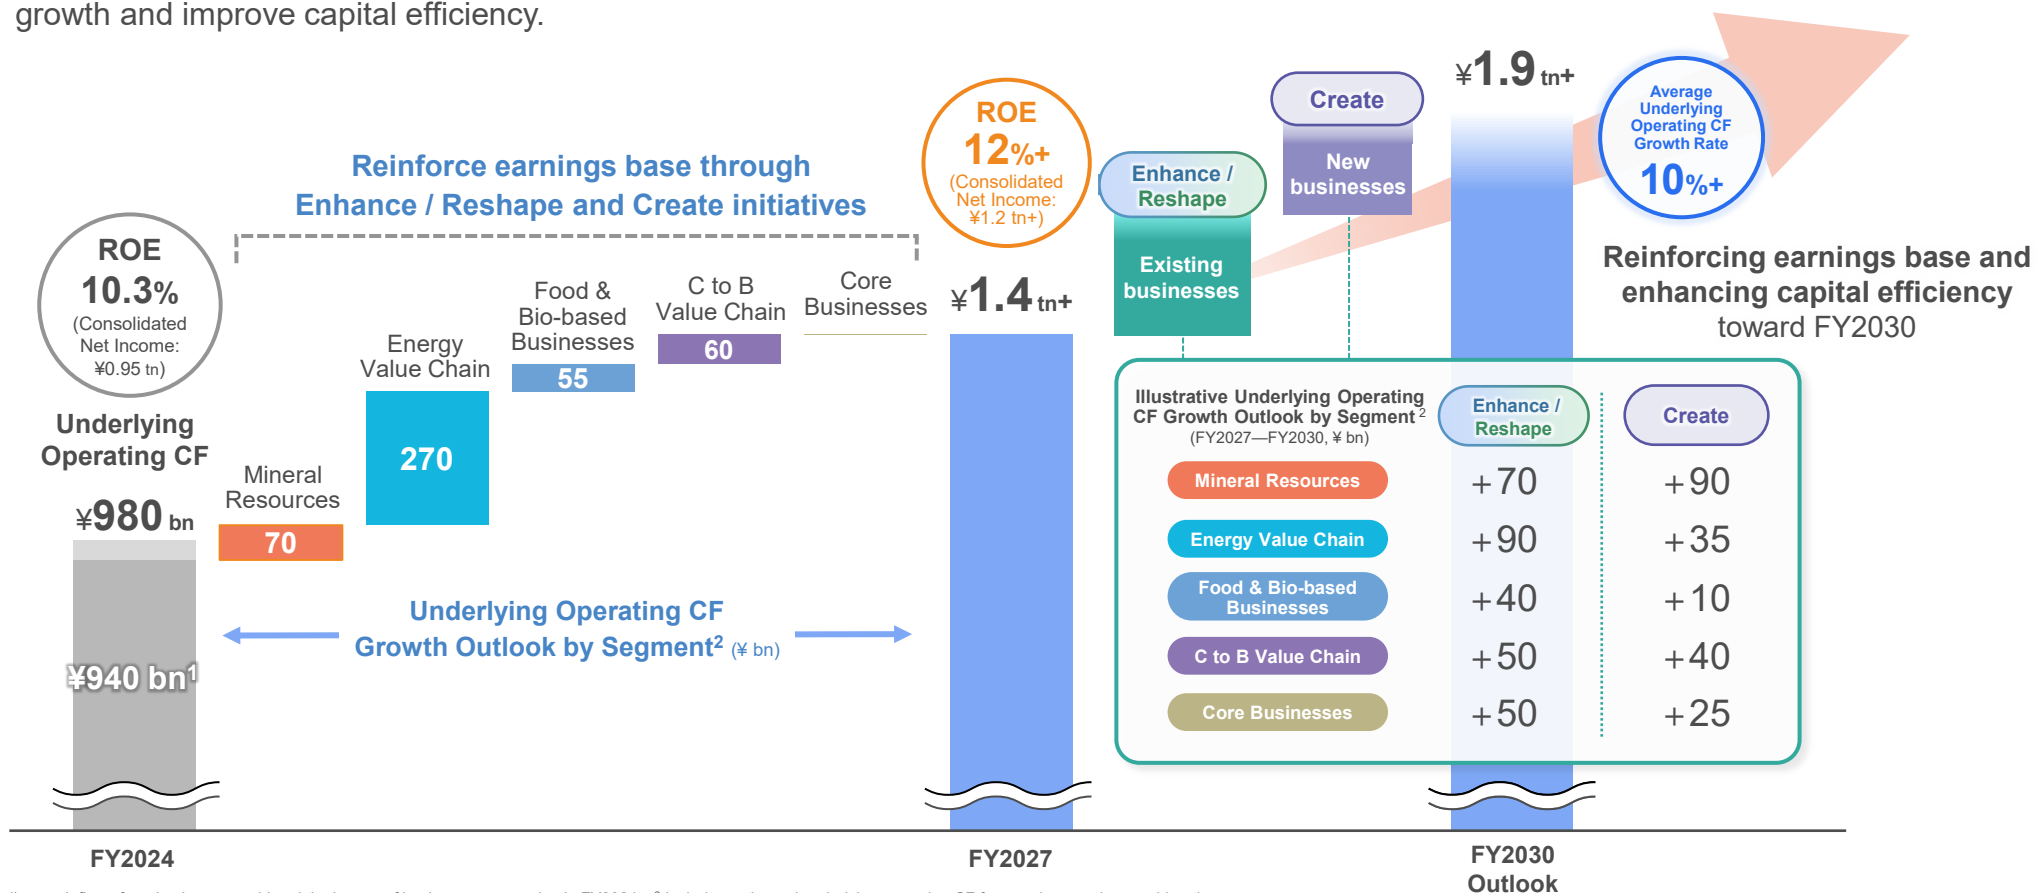 growth and improve capital efficiency.
ROE
10.3%
(Consolidated
Net Income:
¥0.95 tn)
Underlying
Operating CF
¥980 bn
¥940 bn1
Reinforce earnings base through
Enhance / Reshape and Create initiatives
Mineral
Resources
70
Energy
Value Chain
270
Food &
Bio-based
Businesses
55
C to B
Value Chain
60
Core
Businesses
Underlying Operating CF
Growth Outlook by Segment2 (¥ bn)
ROE
12%+
(Consolidated
Net Income:
¥1.2 tn+)
¥1.4 tn+
Enhance /
Reshape
Existing
businesses
Create
New
businesses
¥1.9 tn+
Average
Underlying
Operating CF
Growth Rate
10%+
Reinforcing earnings base and
enhancing capital efficiency
toward FY2030
Illustrative Underlying Operating
CF Growth Outlook by Segment 2
(FY2027—FY2030, ¥ bn)
Enhance /
Reshape
Create
Mineral Resources +70 +90
Energy Value Chain +90 +35
Food & Bio-based
Businesses +40 +10
C to B Value Chain +50 +40
Core Businesses +50 +25
FY2024
FY2027
FY2030
Outlook